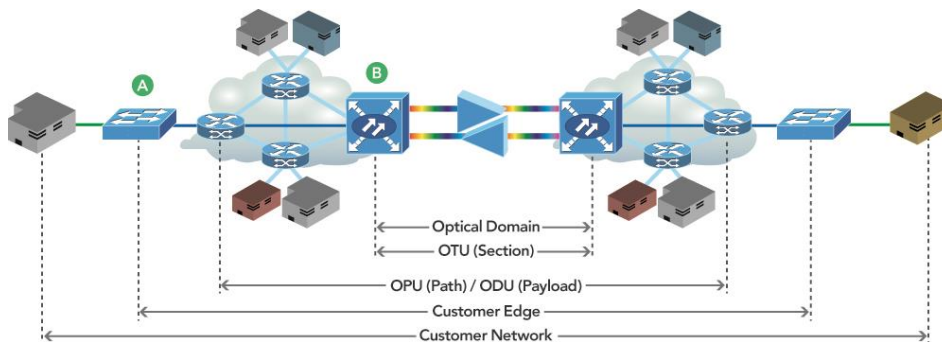 A
B
Optical Domain
OTU (Section)
OPU (Path) / ODU (Payload)
Customer Edge
Customer Network